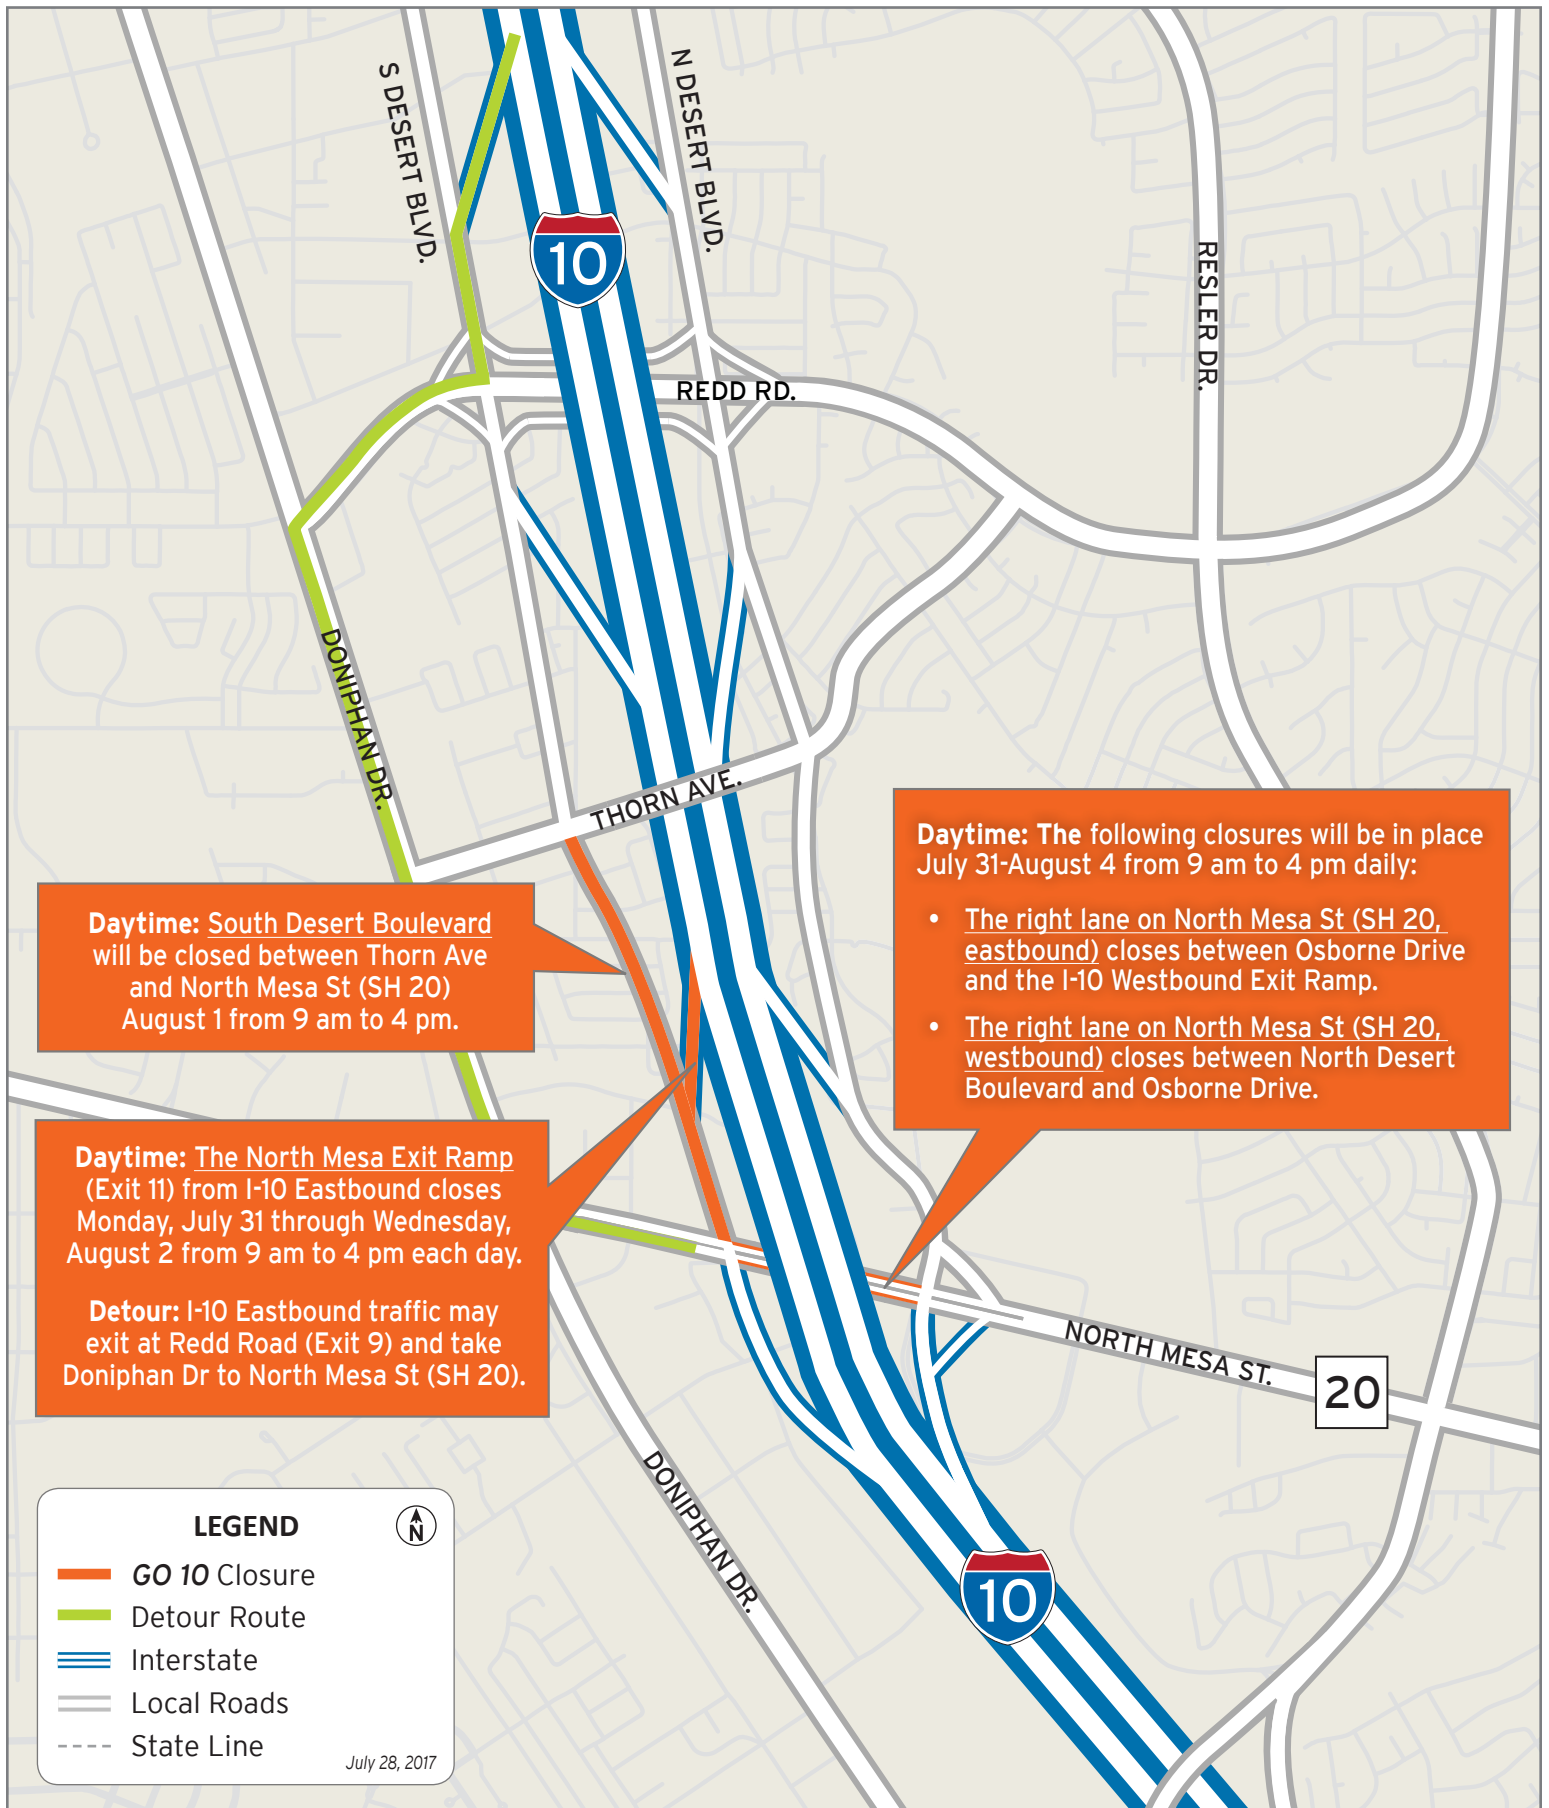 S DESERT BLVD.
N DESERT BLVD.
10
RESLER DR.
REDD RD.
DONIPHAN DR.
THORN AVE.
Daytime: The following closures will be in place
July 31-August 4 from 9 am to 4 pm daily:
• The right lane on North Mesa St (SH 20,
eastbound) closes between Osborne Drive
and the I-10 Westbound Exit Ramp.
• The right lane on North Mesa St (SH 20,
westbound) closes between North Desert
Boulevard and Osborne Drive.
Daytime: South Desert Boulevard
will be closed between Thorn Ave
and North Mesa St (SH 20)
August 1 from 9 am to 4 pm.
Daytime: The North Mesa Exit Ramp
(Exit 11) from I-10 Eastbound closes
Monday, July 31 through Wednesday,
August 2 from 9 am to 4 pm each day.
Detour: I-10 Eastbound traffic may
exit at Redd Road (Exit 9) and take
Doniphan Dr to North Mesa St (SH 20).
NORTH MESA ST.
20
DONIPHAN DR.
10
LEGEND
N
GO 10 Closure
Detour Route
Interstate
Local Roads
State Line
July 28, 2017